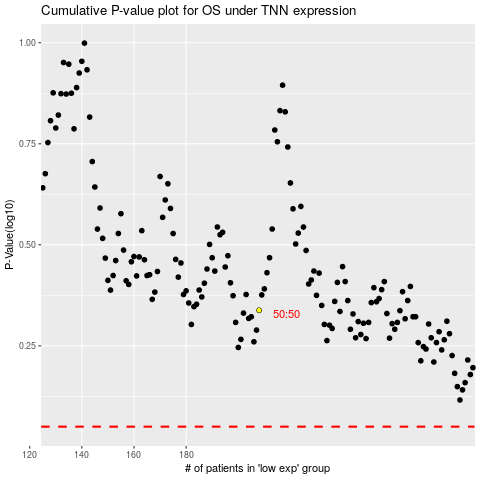 Cumulative P-value plot for OS under TNN expression
1.00
0.75
0.50
0.25
P-Value(log10)
50:50
120 140 160 180
# of patients in 'low exp' group